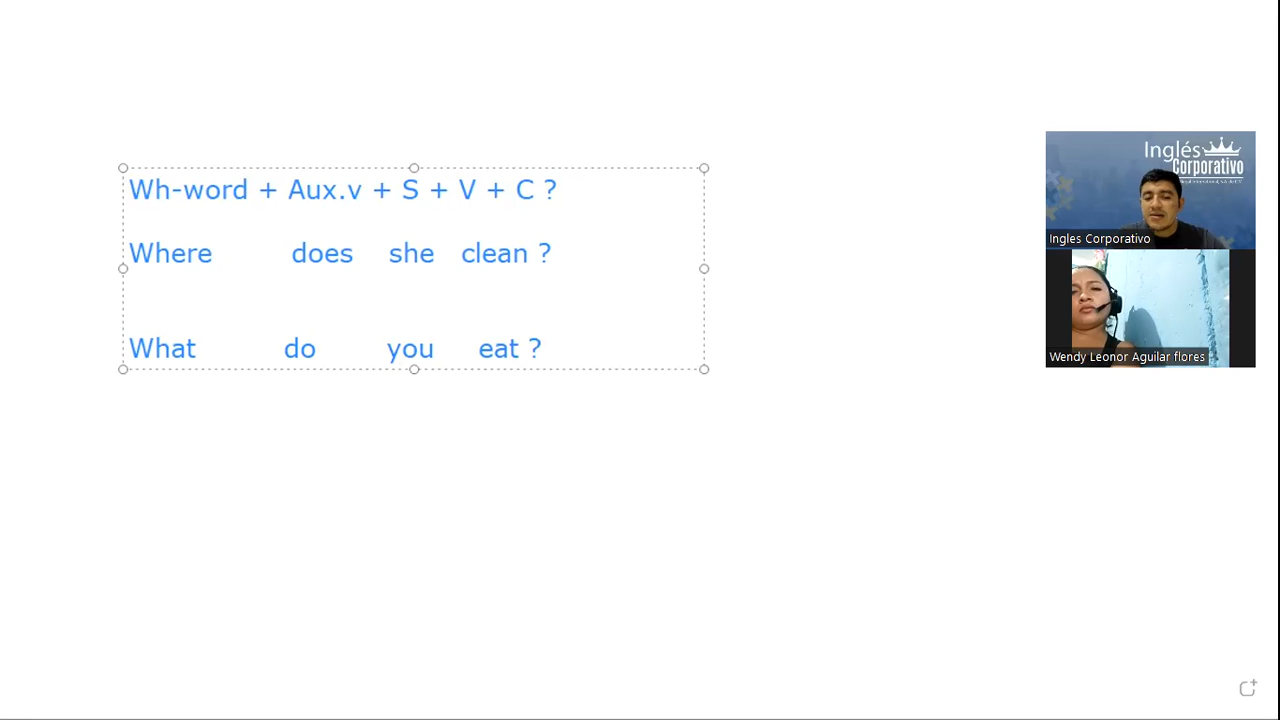 Wh-word + Aux.v + S + V + C ?
Where does she clean ?
What do you eat ?
Inglés
Corporativo
Ingles Corporativo
Wendy Leonor Aguilar flores